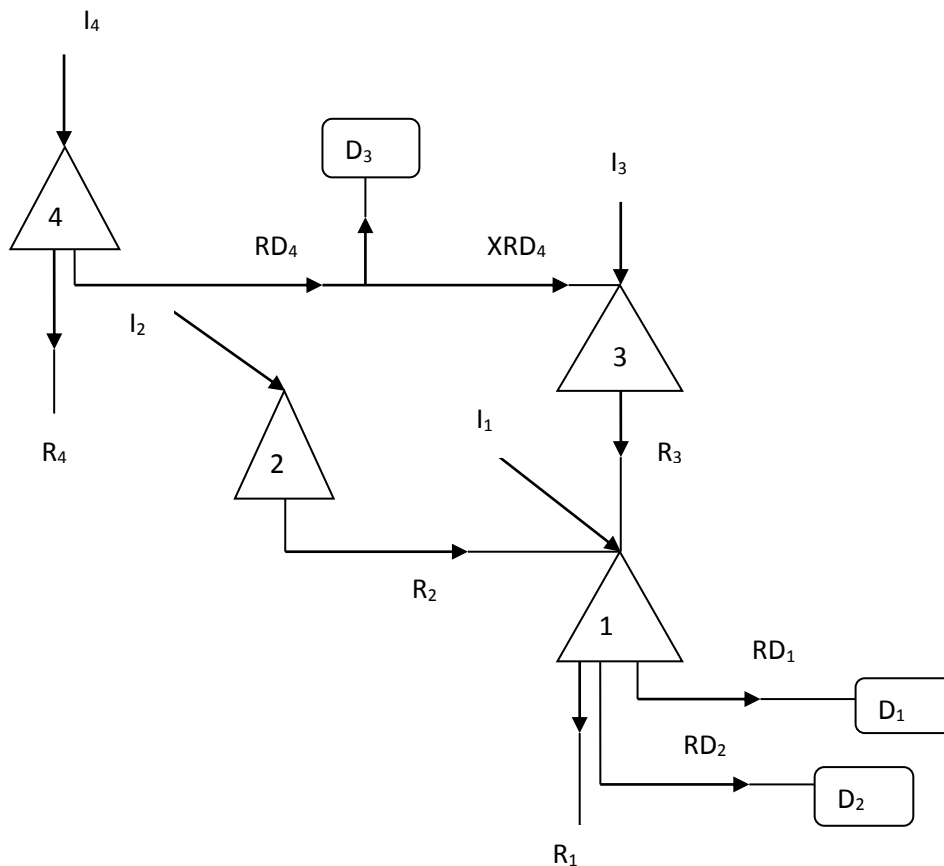 I₄
D₃
I₃
4
RD₄
XRD₄
I₂
3
I₁
R₄
2
R₃
R₂
1
RD₁
D₁
RD₂
D₂
R₁